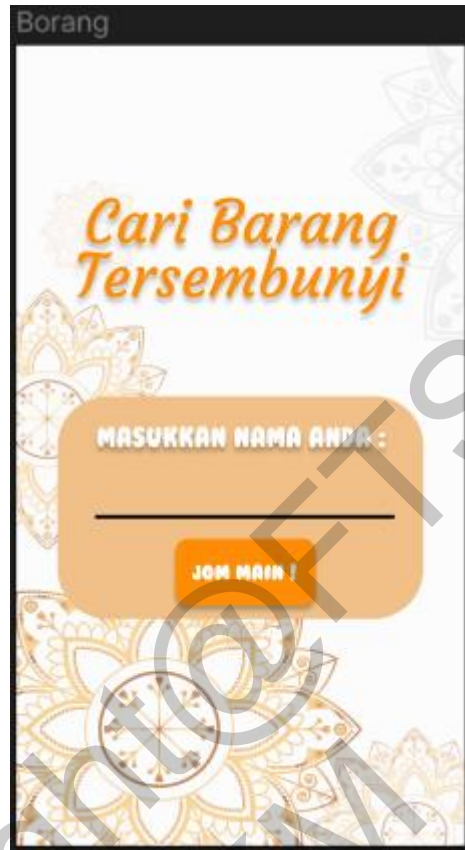 Borang
Cari Barang
Tersembunyi
MASUKKAN NAMA ANDA :
JOM MAIN !